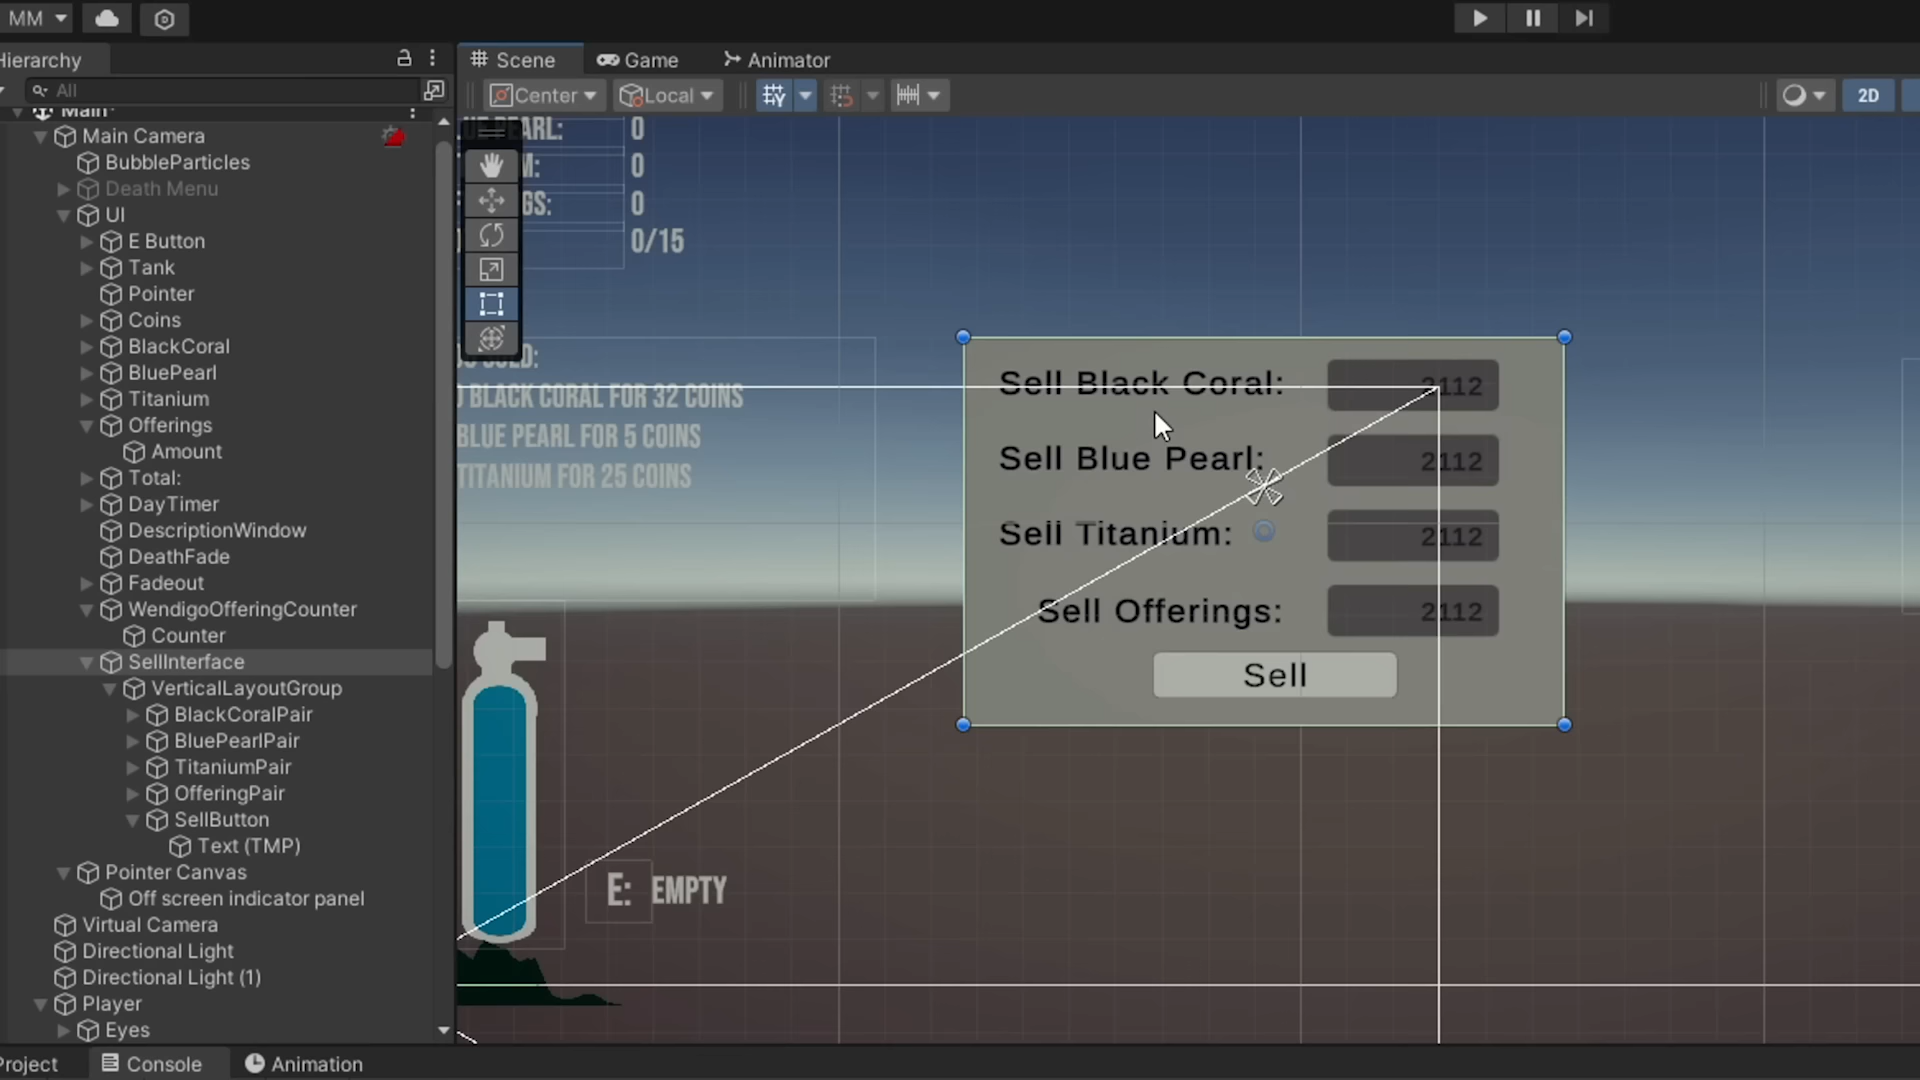 MM
Hierarchy
Scene
Game
Animator
All
Center
Local
2D
Main*
Main Camera
BubbleParticles
Death Menu
UI
E Button
Tank
Pointer
Coins
BlackCoral
BluePearl
Titanium
Offerings
Amount
Total:
DayTimer
DescriptionWindow
DeathFade
Fadeout
WendigoOfferingCounter
Counter
SellInterface
VerticalLayoutGroup
BlackCoralPair
BluePearlPair
TitaniumPair
OfferingPair
SellButton
Text (TMP)
Pointer Canvas
Off screen indicator panel
Virtual Camera
Directional Light
Directional Light (1)
Player
Eyes
UE PEARL: 0
M: 0
GS: 0
0/15
SOLD:
BLACK CORAL FOR 32 COINS
BLUE PEARL FOR 5 COINS
TITANIUM FOR 25 COINS
Sell Black Coral: 2112
Sell Blue Pearl: 2112
Sell Titanium: 2112
Sell Offerings: 2112
Sell
E: EMPTY
Project
Console
Animation